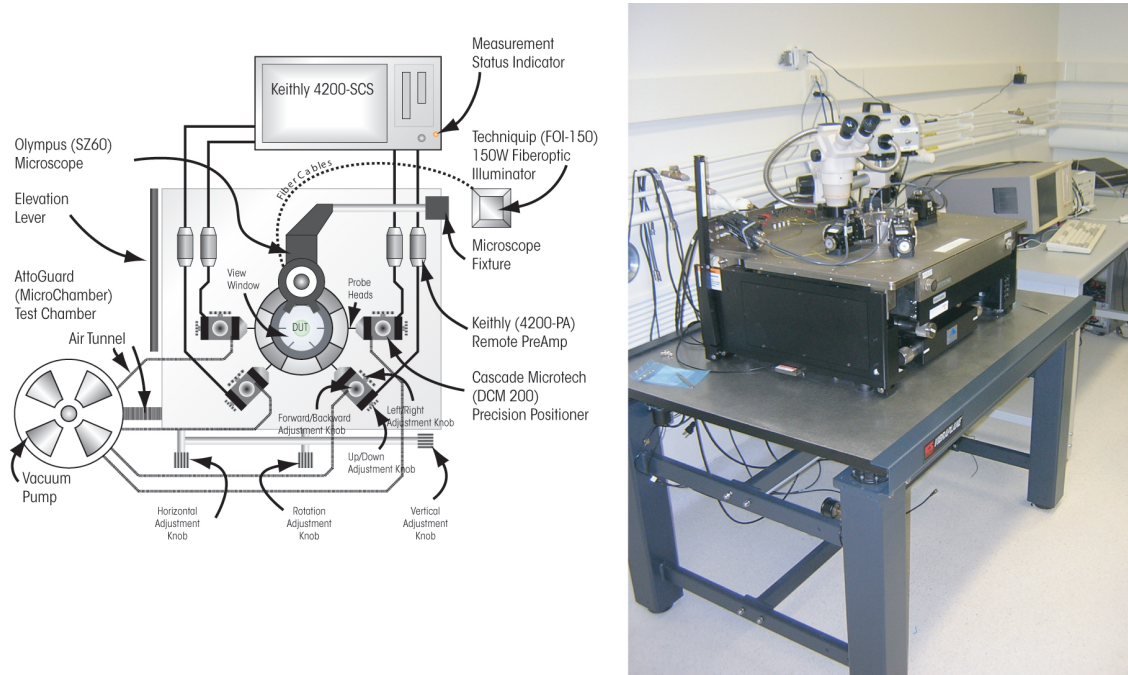 Measurement
Status Indicator
Keithly 4200-SCS
Olympus (SZ60)
Microscope
Techniquip (FOI-150)
150W Fiberoptic
Illuminator
Fiber Cables
Elevation
Lever
Microscope
Fixture
View
Window
Probe
Heads
AttoGuard
(MicroChamber)
Test Chamber
DUT
Keithly (4200-PA)
Remote PreAmp
Air Tunnel
Cascade Microtech
(DCM 200)
Precision Positioner
Forward/Backward
Adjustment Knob
Left/Right
Adjustment Knob
Up/Down
Adjustment Knob
Vacuum
Pump
Horizontal
Adjustment
Knob
Rotation
Adjustment
Knob
Vertical
Adjustment
Knob